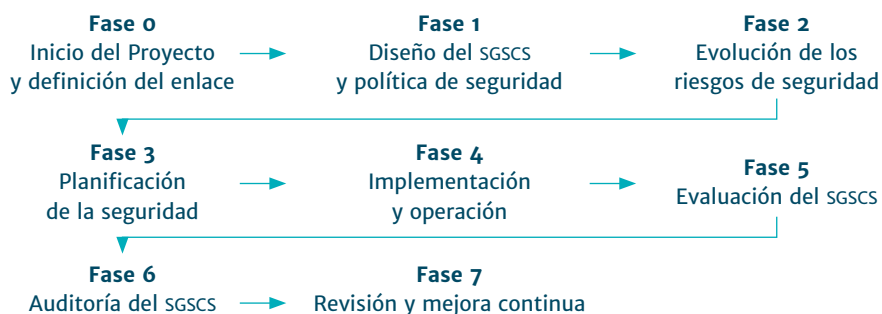 Fase 0
Inicio del Proyecto
y definición del enlace
Fase 1
Diseño del SGSCS
y política de seguridad
Fase 2
Evolución de los
riesgos de seguridad
Fase 3
Planificación
de la seguridad
Fase 4
Implementación
y operación
Fase 5
Evaluación del SGSCS
Fase 6
Auditoría del SGSCS
Fase 7
Revisión y mejora continua